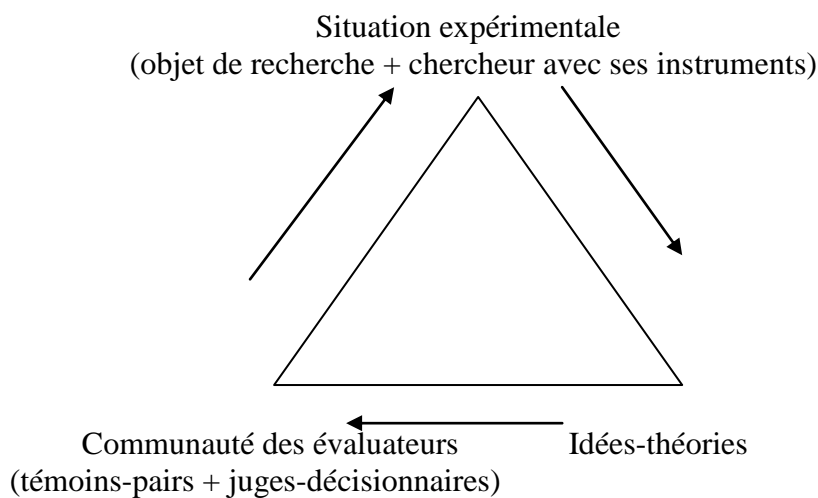 Situation expérimentale
(objet de recherche + chercheur avec ses instruments)
Communauté des évaluateurs
(témoins-pairs + juges-décisionnaires)
Idées-théories